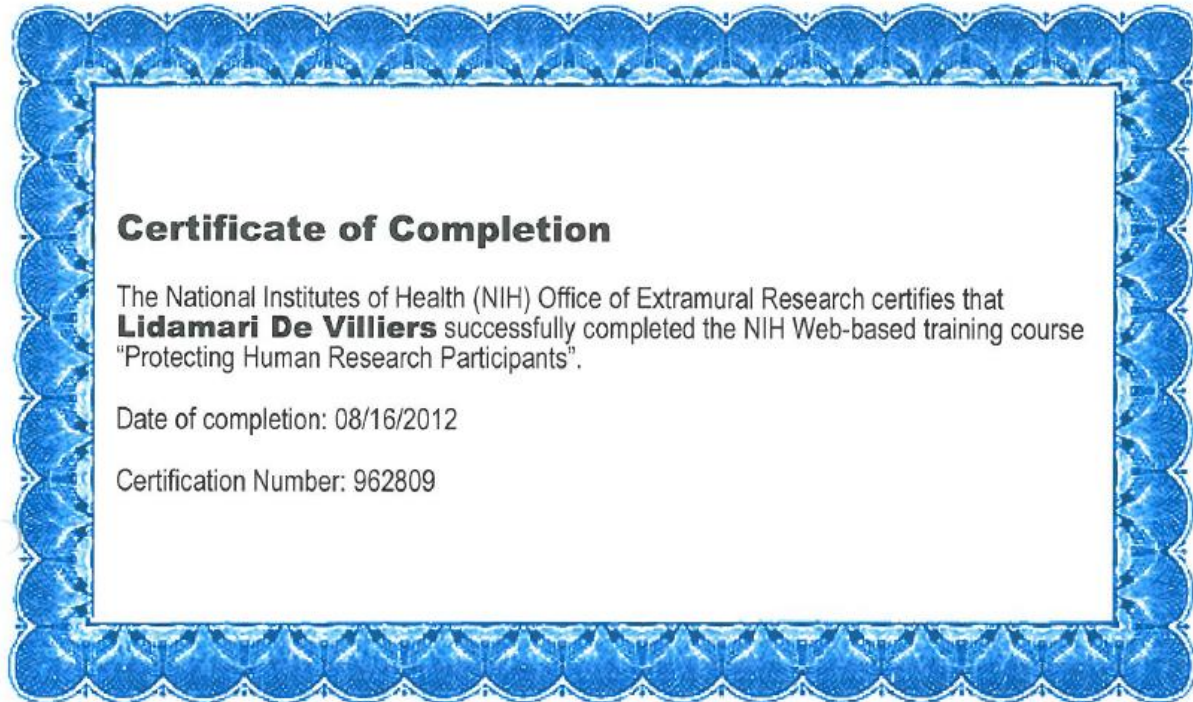 Certificate of Completion
The National Institutes of Health (NIH) Office of Extramural Research certifies that
Lidamari De Villiers successfully completed the NIH Web-based training course
“Protecting Human Research Participants”.
Date of completion: 08/16/2012
Certification Number: 962809